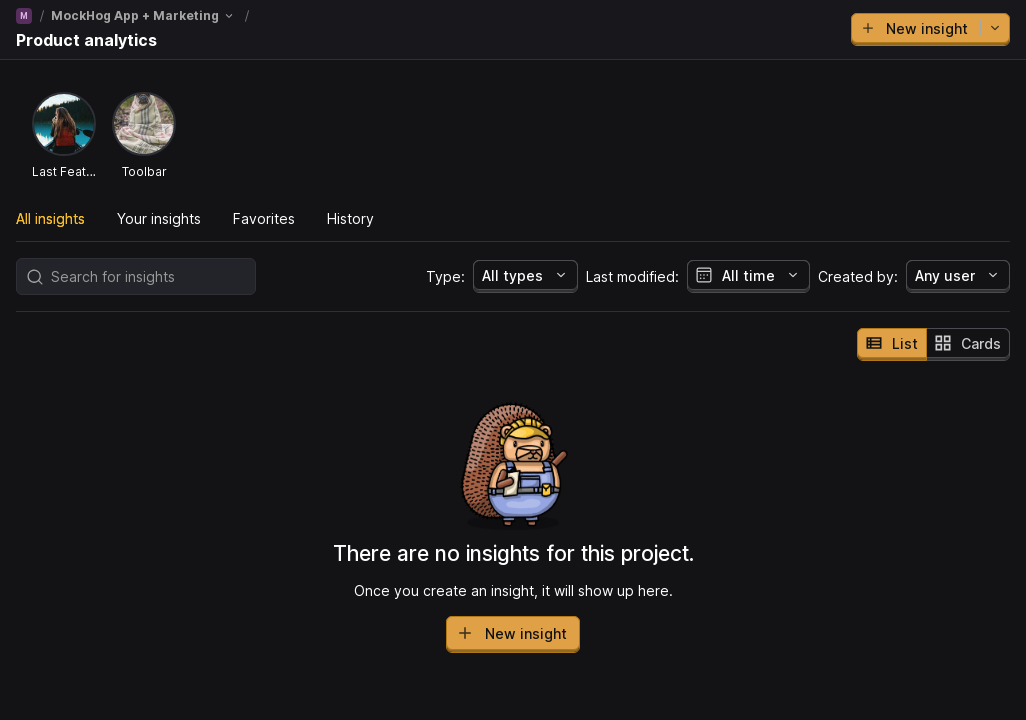 M / MockHog App + Marketing /
Product analytics
New insight
Last Feat...
Toolbar
All insights
Your insights
Favorites
History
Search for insights
Type:
All types
Last modified:
All time
Created by:
Any user
List
Cards
There are no insights for this project.
Once you create an insight, it will show up here.
New insight